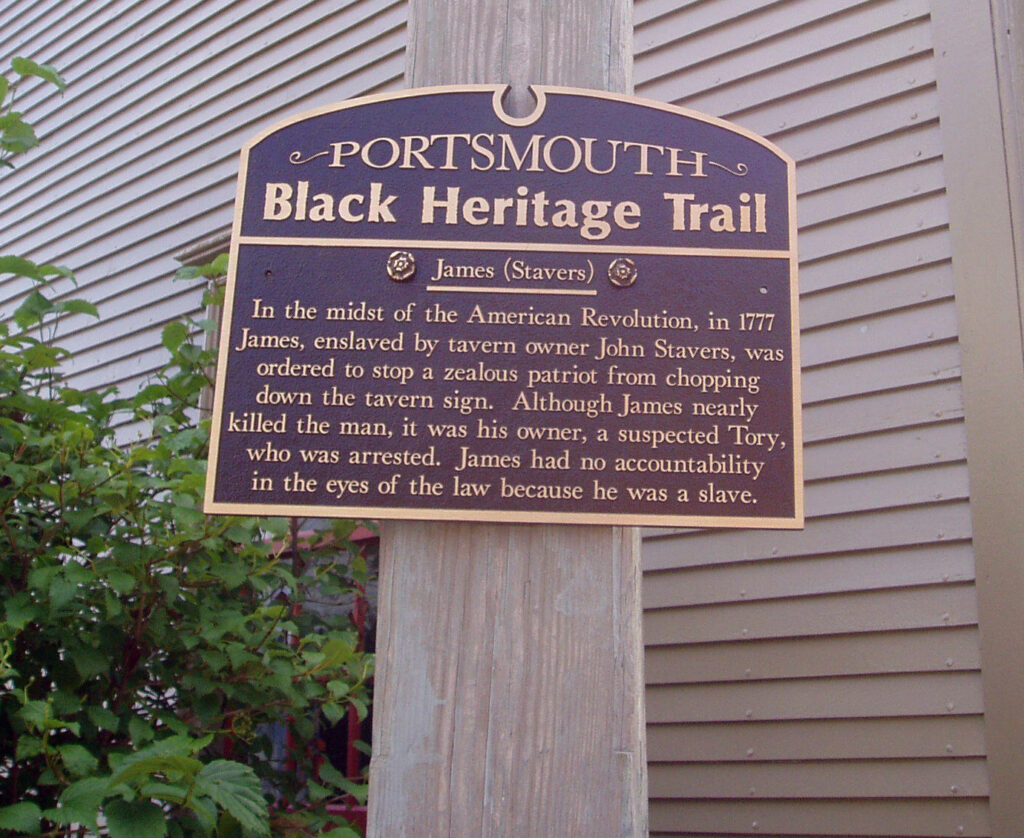 PORTSMOUTH
Black Heritage Trail
James (Stavers)
In the midst of the American Revolution, in 1777
James, enslaved by tavern owner John Stavers, was
ordered to stop a zealous patriot from chopping
down the tavern sign. Although James nearly
killed the man, it was his owner, a suspected Tory,
who was arrested. James had no accountability
in the eyes of the law because he was a slave.